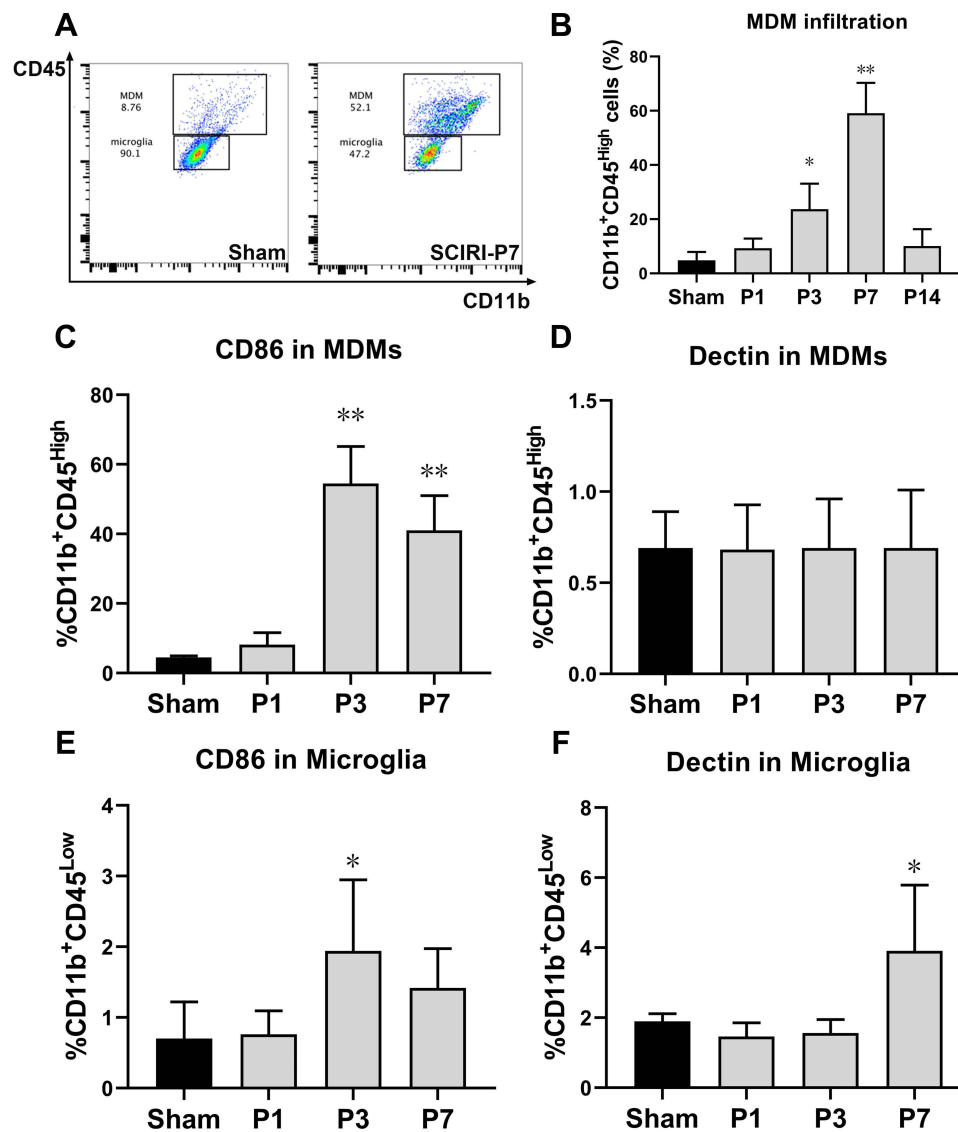 A
CD45
MDM
8.76
microglia
90.1
Sham
MDM
52.1
microglia
47.2
SCIRI-P7
CD11b
B
MDM infiltration
CD11b+CD45High cells (%)
80
60
40
20
0
*
**
Sham P1 P3 P7 P14
C
CD86 in MDMs
%CD11b+CD45High
80
60
40
20
0
**
**
Sham P1 P3 P7
D
Dectin in MDMs
%CD11b+CD45High
1.5
1.0
0.5
0.0
Sham P1 P3 P7
E
CD86 in Microglia
%CD11b+CD45Low
4
3
2
1
0
*
Sham P1 P3 P7
F
Dectin in Microglia
%CD11b+CD45Low
8
6
4
2
0
*
Sham P1 P3 P7